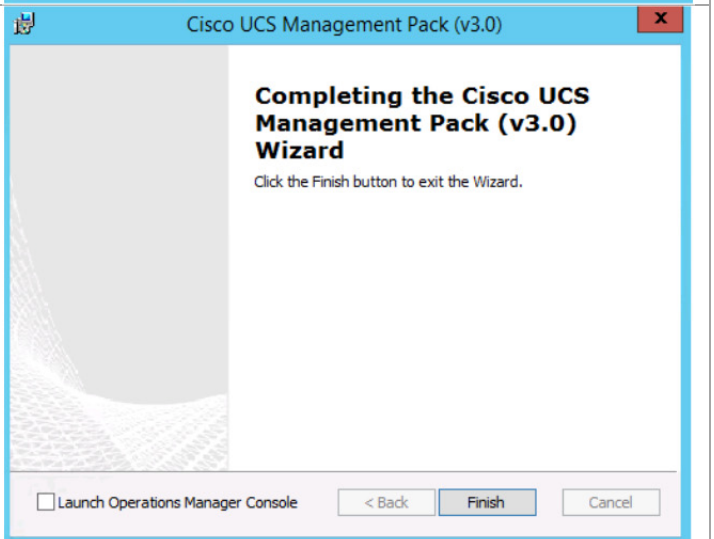 Cisco UCS Management Pack (v3.0)
x
Completing the Cisco UCS
Management Pack (v3.0)
Wizard
Click the Finish button to exit the Wizard.
Launch Operations Manager Console
< Back
Finish
Cancel